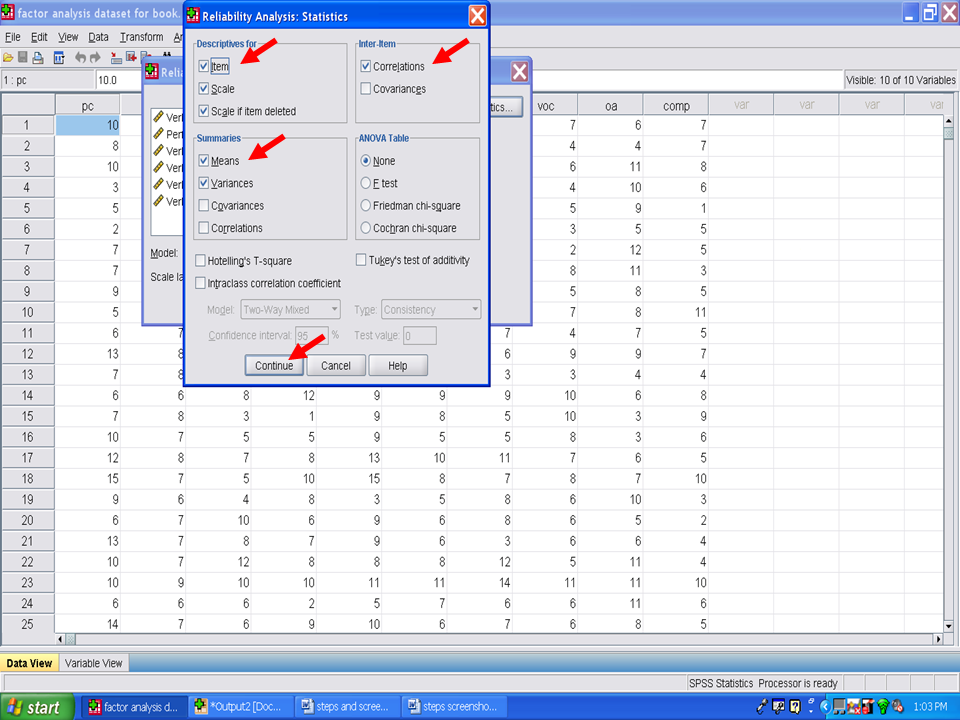 factor analysis dataset for book.
Reliability Analysis: Statistics
File Edit View Data Transform
1 : pc 10.0 Visible: 10 of 10 Variables
Descriptives for
Item
Scale
Scale if item deleted
Inter-Item
Correlations
Covariances
Summaries
Means
Variances
Covariances
Correlations
ANOVA Table
None
F test
Friedman chi-square
Cochran chi-square
Hotelling's T-square
Tukey's test of additivity
Intraclass correlation coefficient
Model: Two-Way Mixed Type: Consistency
Confidence interval: 95 % Test value: 0
Continue Cancel Help
Model:
pc voc oa comp var var var var
1 10 7 6 7
2 8 4 4 7
3 10 6 11 8
4 3 4 10 6
5 5 5 9 1
6 2 3 5 5
7 7 2 12 5
8 7 8 11 3
9 9 5 8 5
10 5 7 8 11
11 6 7 7 4 7 5
12 13 8 6 9 9 7
13 7 8 3 3 4 4
14 6 6 8 12 9 9 9 10 6 8
15 7 8 3 1 9 8 5 10 3 9
16 10 7 5 5 9 5 5 8 3 6
17 12 8 7 8 13 10 11 7 6 5
18 15 7 5 10 15 8 7 8 7 10
19 9 6 4 8 3 5 8 6 10 3
20 6 7 10 6 9 6 8 6 5 2
21 13 7 8 7 9 6 3 6 6 4
22 10 7 12 8 8 8 12 5 11 4
23 10 9 10 10 11 11 14 11 11 10
24 6 6 6 2 5 7 6 6 11 6
25 14 7 6 9 10 6 7 6 8 5
Data View Variable View
SPSS Statistics Processor is ready
start factor analysis d... *Output2 [Doc... steps and scree... steps screensho... 1:03 PM